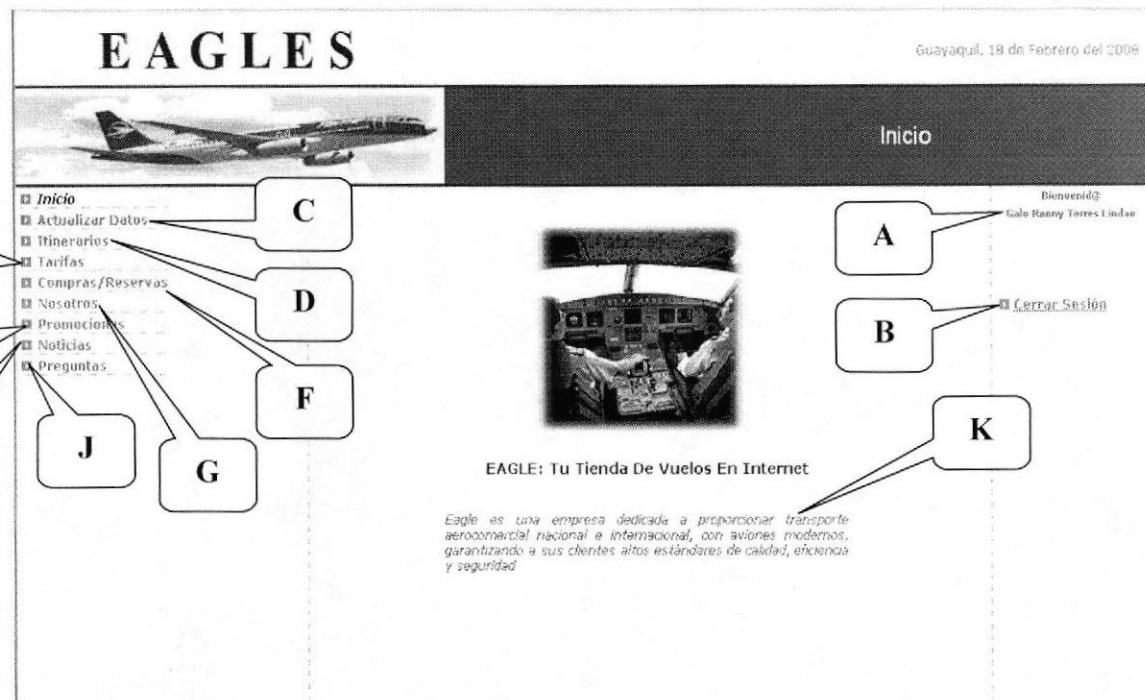 EAGLES
Guayaquil, 18 de Febrero del 2008
Inicio
Inicio
Actualizar Datos
Itinerarios
Tarifas
Compras/Reservas
Nosotros
Promociones
Noticias
Preguntas
C
D
F
G
J
A
B
K
Bienvenid@
Galo Ronny Torres Lindao
Cerrar Sesión
EAGLE: Tu Tienda De Vuelos En Internet
Eagle es una empresa dedicada a proporcionar transporte
aerocomercial nacional e internacional, con aviones modernos,
garantizando a sus clientes altos estándares de calidad, eficiencia
y seguridad